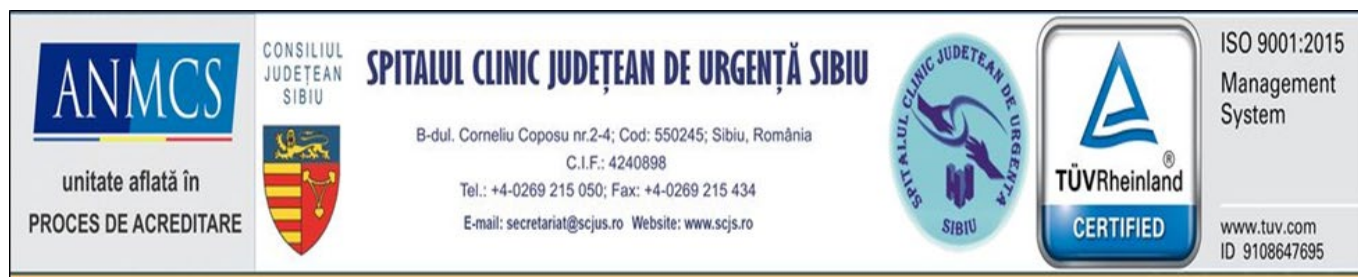 ANMCS
unitate aflată în
PROCES DE ACREDITARE
CONSILIUL
JUDEȚEAN
SIBIU
SPITALUL CLINIC JUDEȚEAN DE URGENȚĂ SIBIU
B-dul. Corneliu Coposu nr.2-4; Cod: 550245; Sibiu, România
C.I.F.: 4240898
Tel.: +4-0269 215 050; Fax: +4-0269 215 434
E-mail: secretariat@scjus.ro Website: www.scjs.ro
SPITALUL CLINIC JUDEȚEAN DE URGENȚĂ
SIBIU
®
TÜVRheinland
CERTIFIED
ISO 9001:2015
Management
System
www.tuv.com
ID 9108647695